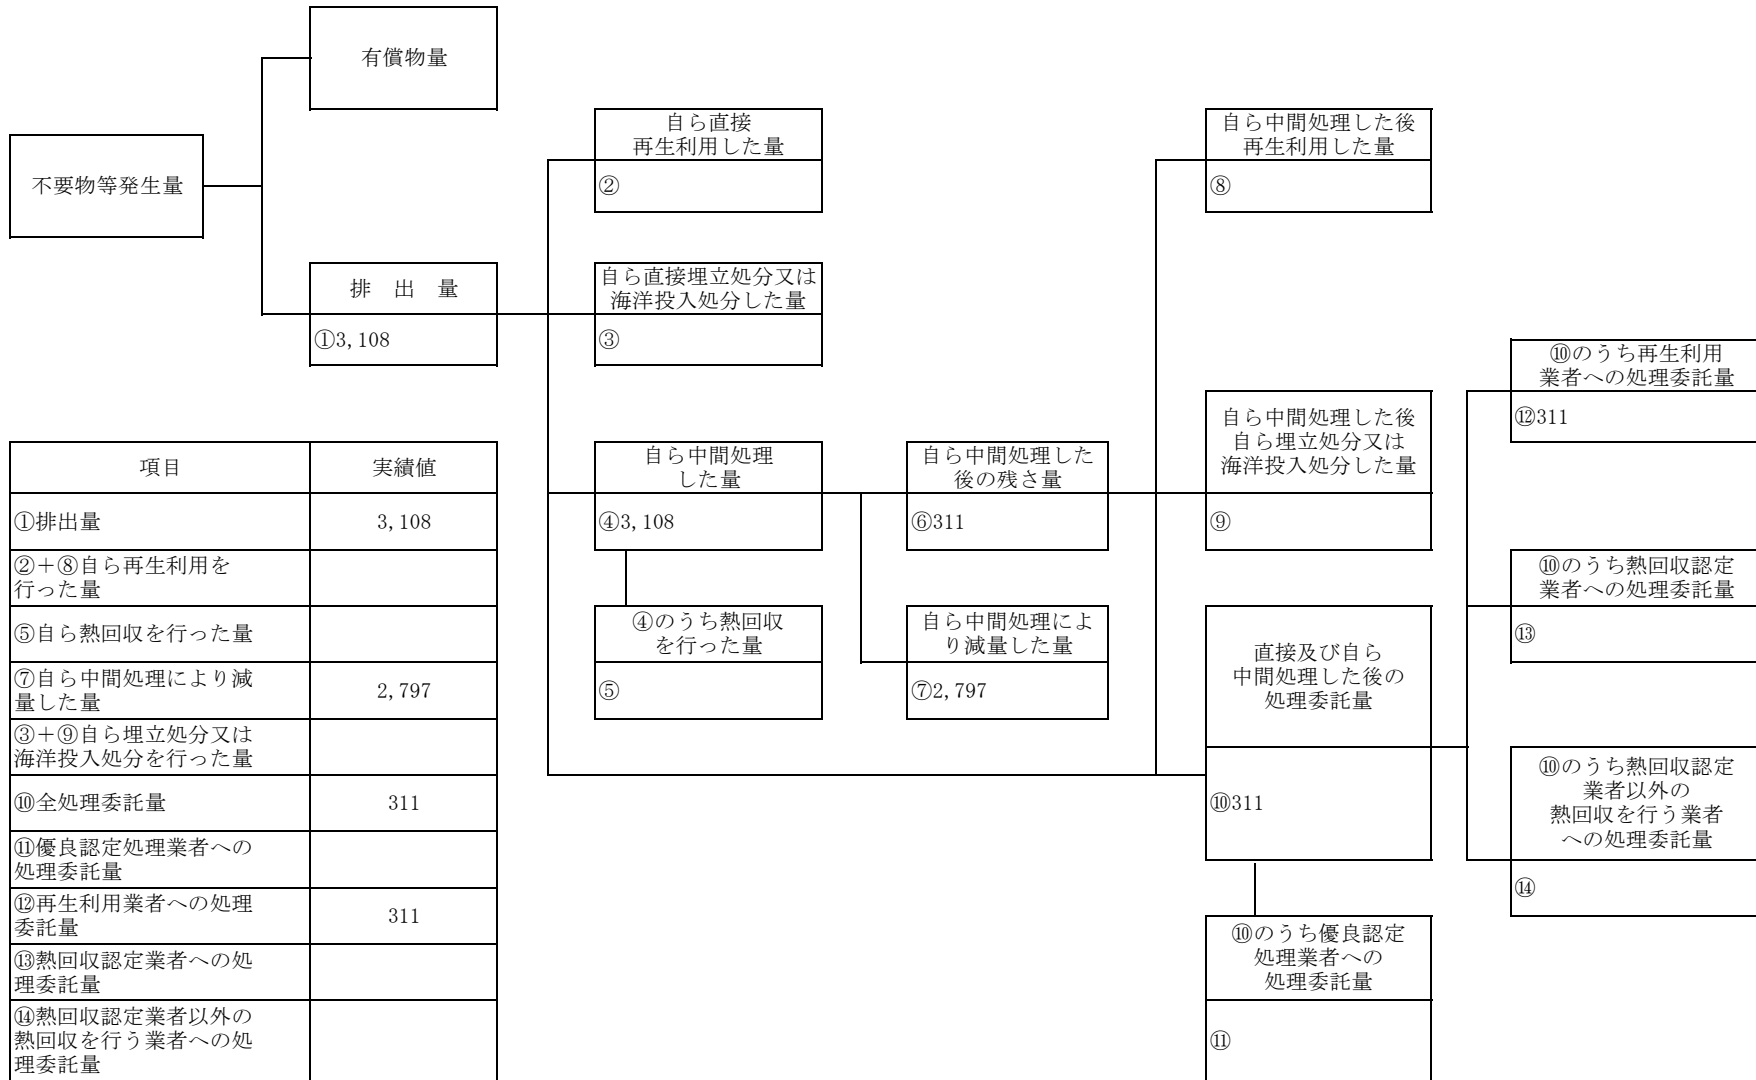 有償物量
不要物等発生量
排 出 量
①3,108
自ら直接
再生利用した量
②
自ら直接埋立処分又は
海洋投入処分した量
③
自ら中間処理
した量
④3,108
④のうち熱回収
を行った量
⑤
自ら中間処理した
後の残さ量
⑥311
自ら中間処理によ
り減量した量
⑦2,797
自ら中間処理した後
再生利用した量
⑧
自ら中間処理した後
自ら埋立処分又は
海洋投入処分した量
⑨
直接及び自ら
中間処理した後の
処理委託量
⑩311
⑩のうち優良認定
処理業者への
処理委託量
⑪
⑩のうち再生利用
業者への処理委託量
⑫311
⑩のうち熱回収認定
業者への処理委託量
⑬
⑩のうち熱回収認定
業者以外の
熱回収を行う業者
への処理委託量
⑭
項目 実績値
①排出量 3,108
②+⑧自ら再生利用を
行った量
⑤自ら熱回収を行った量
⑦自ら中間処理により減
量した量 2,797
③+⑨自ら埋立処分又は
海洋投入処分を行った量
⑩全処理委託量 311
⑪優良認定処理業者への
処理委託量
⑫再生利用業者への処理
委託量 311
⑬熱回収認定業者への処
理委託量
⑭熱回収認定業者以外の
熱回収を行う業者への処
理委託量